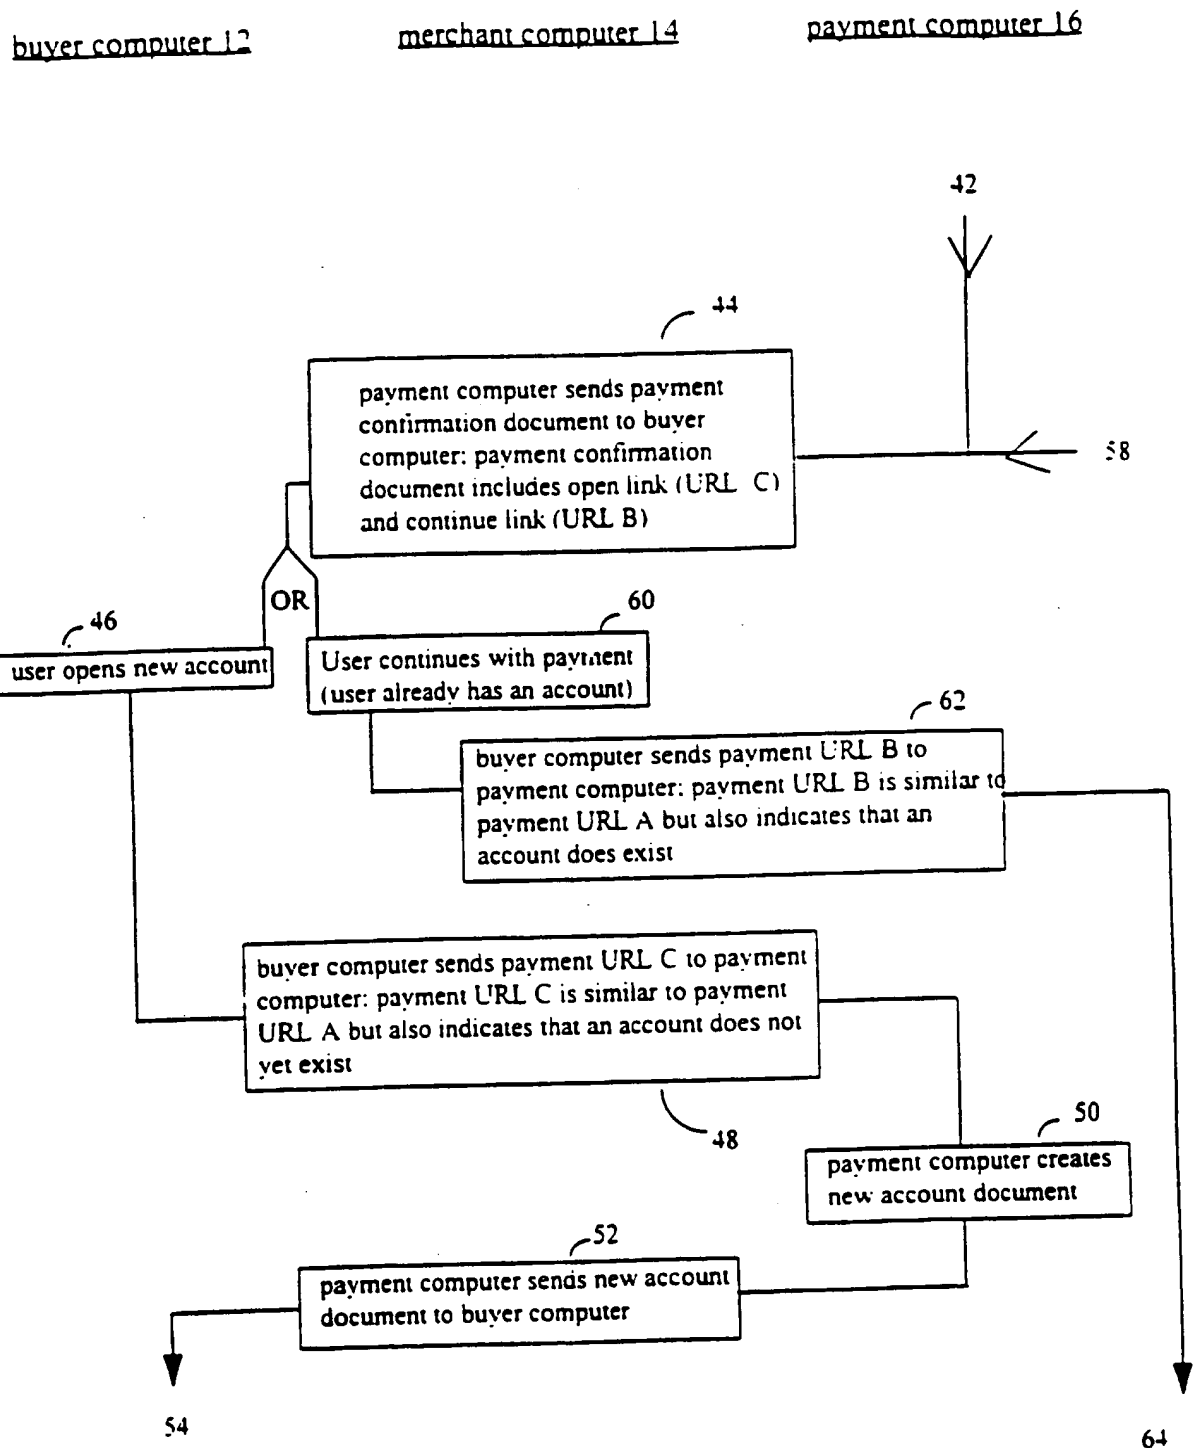 buyer computer 12
merchant computer 14
payment computer 16
42
44
payment computer sends payment
confirmation document to buyer
computer: payment confirmation
document includes open link (URL C)
and continue link (URL B)
58
OR
46
user opens new account
60
User continues with payment
(user already has an account)
62
buyer computer sends payment URL B to
payment computer: payment URL B is similar to
payment URL A but also indicates that an
account does exist
buyer computer sends payment URL C to payment
computer: payment URL C is similar to payment
URL A but also indicates that an account does not
yet exist
48
50
payment computer creates
new account document
52
payment computer sends new account
document to buyer computer
54
64